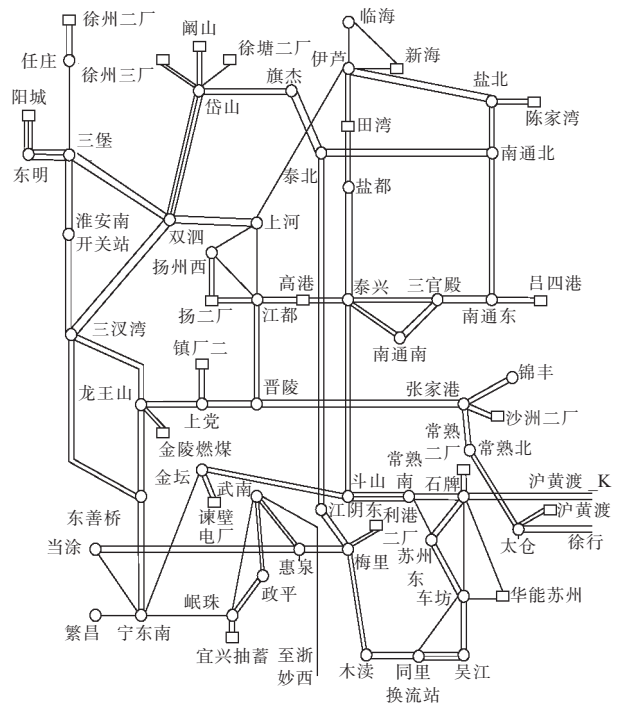 徐州二厂
临海
阚山
任庄
徐州三厂
徐塘二厂
伊芦
新海
旗杰
盐北
阳城
岱山
陈家湾
田湾
三堡
东明
泰北
南通北
盐都
淮安南
开关站
双泗
上河
扬州西
高港
泰兴
三官殿
吕四港
扬二厂
江都
南通东
三汊湾
南通南
镇厂二
龙王山
晋陵
张家港
锦丰
上党
沙洲二厂
金陵燃煤
常熟
二厂
常熟北
金坛
武南
斗山
南
石牌
沪黄渡 _K
谏壁
电厂
江阴东
利港
二厂
沪黄渡
东善桥
太仓
徐行
当涂
惠泉
梅里
苏州
东
政平
岷珠
车坊
华能苏州
繁昌
宁东南
宜兴抽蓄
至浙
妙西
木渎
同里
换流站
吴江